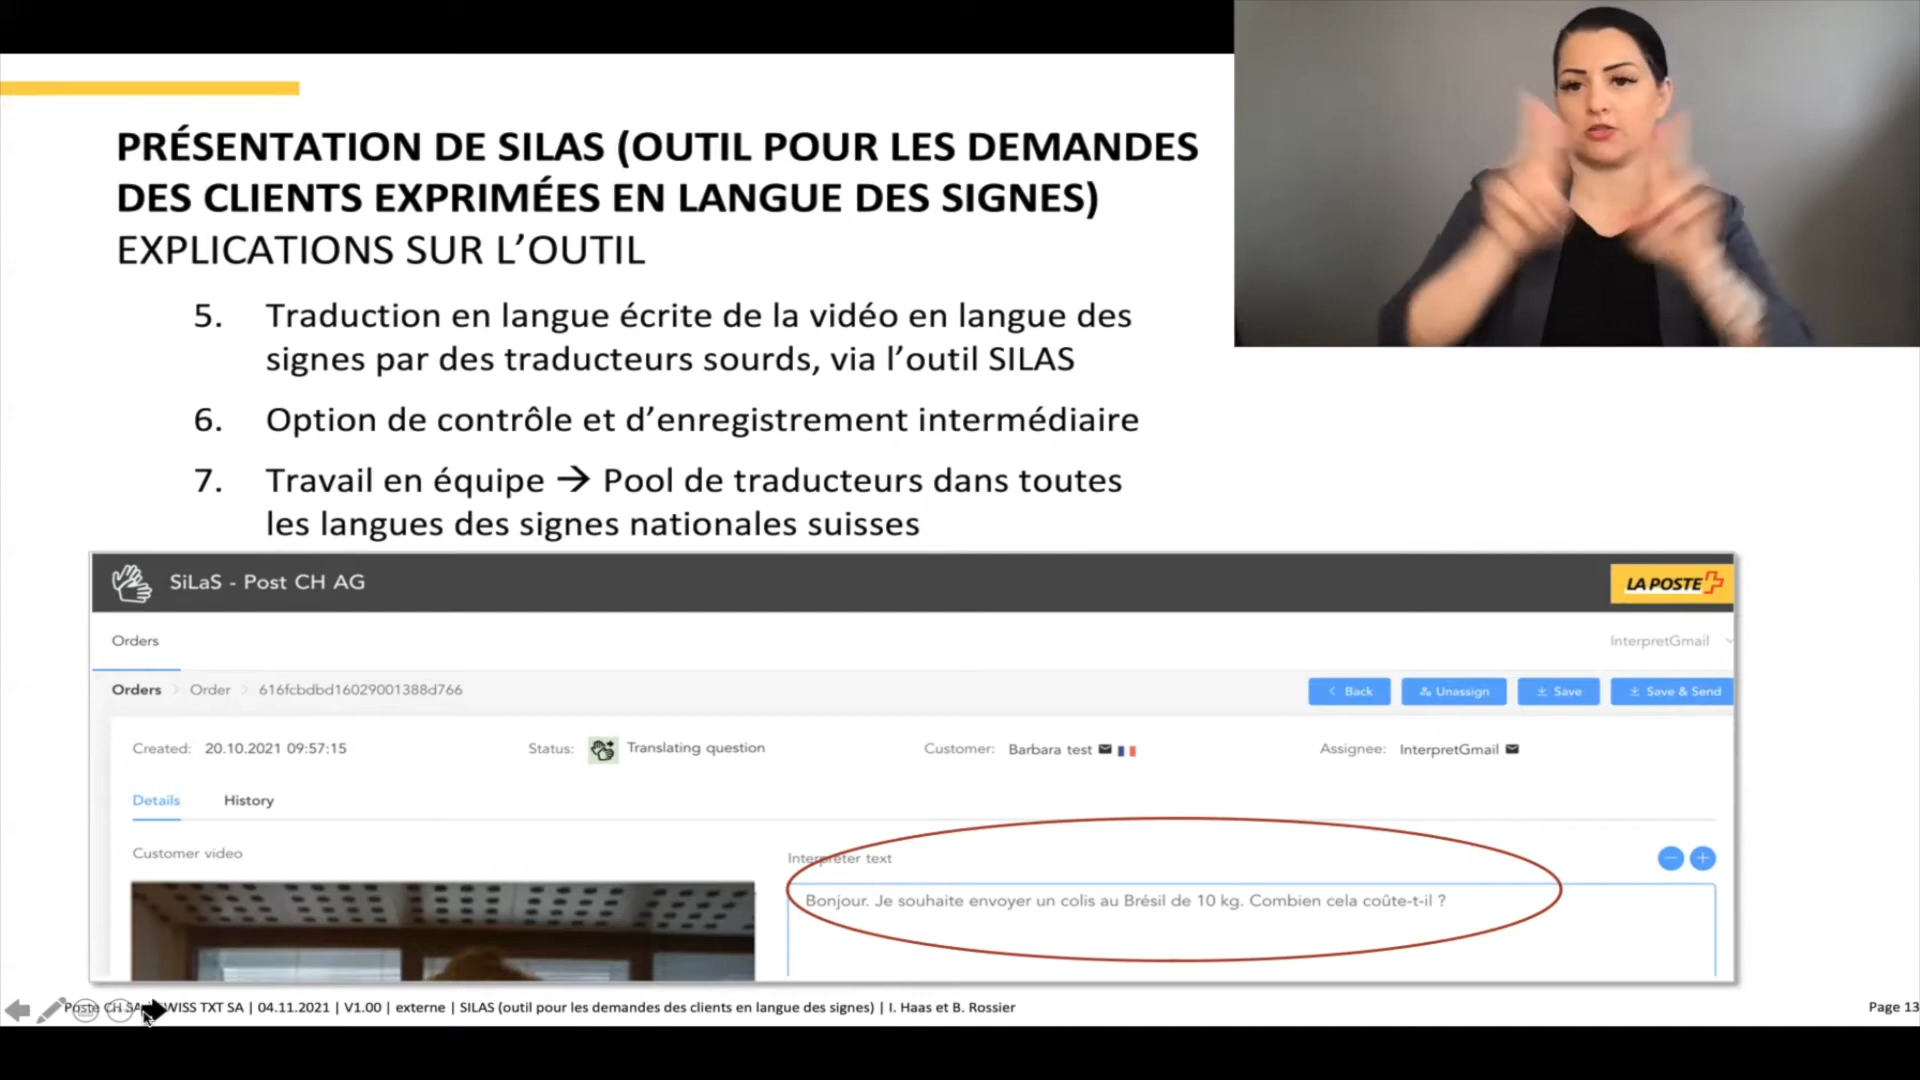 PRÉSENTATION DE SILAS (OUTIL POUR LES DEMANDES
DES CLIENTS EXPRIMÉES EN LANGUE DES SIGNES)
EXPLICATIONS SUR L’OUTIL
5. Traduction en langue écrite de la vidéo en langue des
signes par des traducteurs sourds, via l’outil SILAS
6. Option de contrôle et d’enregistrement intermédiaire
7. Travail en équipe → Pool de traducteurs dans toutes
les langues des signes nationales suisses
SiLaS - Post CH AG
LA POSTE
Orders
InterpretGmail
Orders > Order > 616fcbdbd16029001388d766
< Back
Unassign
Save
Save & Send
Created: 20.10.2021 09:57:15
Status: Translating question
Customer: Barbara test
Assignee: InterpretGmail
Details
History
Customer video
Interpreter text
Bonjour. Je souhaite envoyer un colis au Brésil de 10 kg. Combien cela coûte-t-il ?
Poste CH SA WISS TXT SA | 04.11.2021 | V1.00 | externe | SILAS (outil pour les demandes des clients en langue des signes) | I. Haas et B. Rossier
Page 13